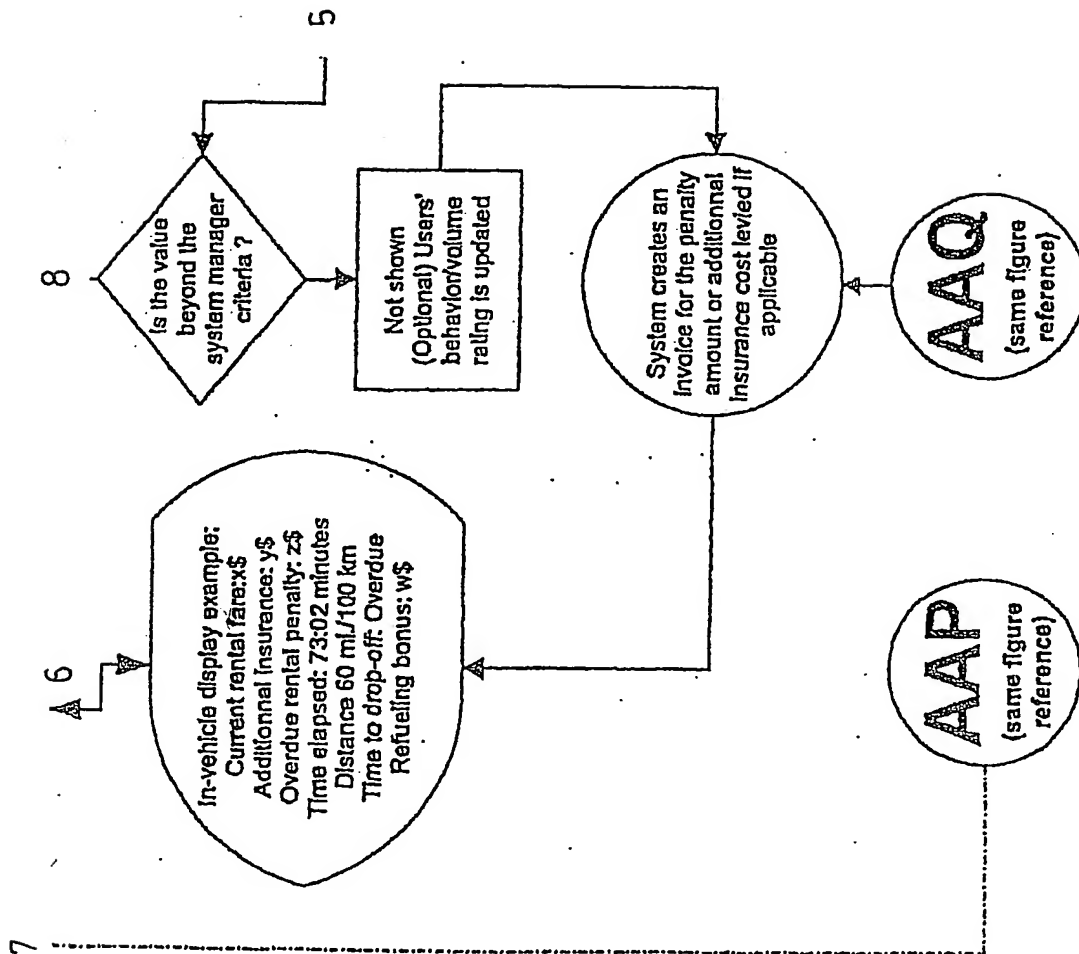 8
5
Is the value
beyond the
system manager
criteria ?
Not shown
(Optional) Users'
behavior/volume
rating is updated
System creates an
invoice for the penalty
amount or additionnal
insurance cost levied if
applicable
AAQ
(same figure
reference)
6
In-vehicle display example:
Current rental fare:x$
Additionnal insurance: y$
Overdue rental penalty: z$
Time elapsed: 73:02 minutes
Distance 60 mi./100 km
Time to drop-off: Overdue
Refueling bonus: w$
AAP
(same figure
reference)
7